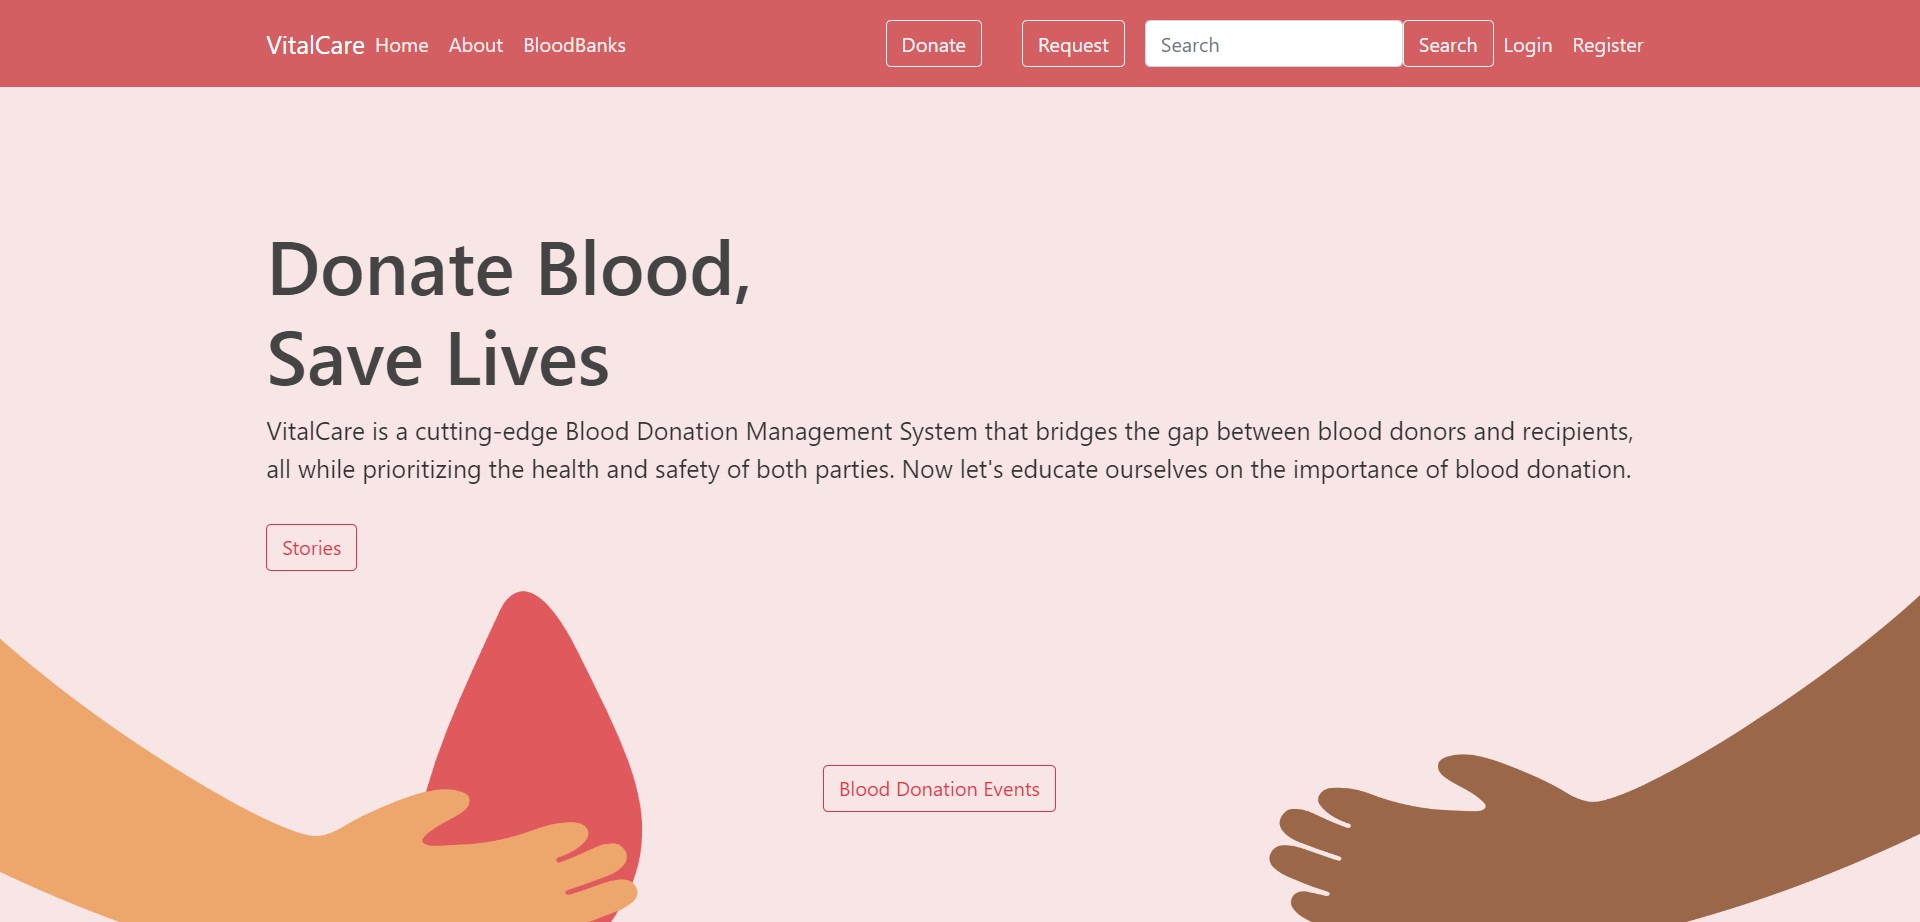 VitalCare Home About BloodBanks Donate Request Search Search Login Register
Donate Blood,
Save Lives
VitalCare is a cutting-edge Blood Donation Management System that bridges the gap between blood donors and recipients,
all while prioritizing the health and safety of both parties. Now let's educate ourselves on the importance of blood donation.
Stories
Blood Donation Events